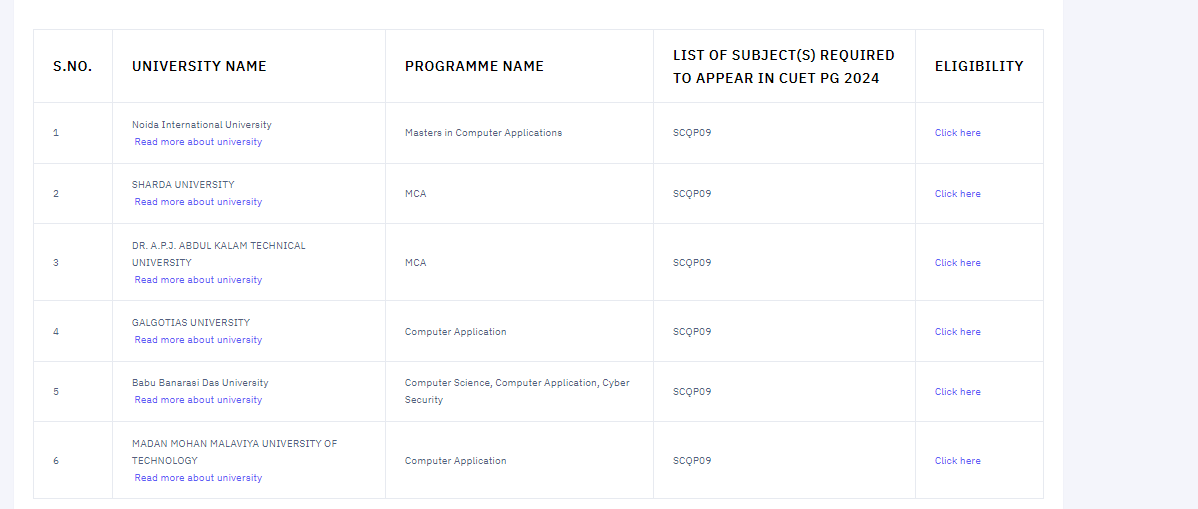 S.NO.
UNIVERSITY NAME
PROGRAMME NAME
LIST OF SUBJECT(S) REQUIRED
TO APPEAR IN CUET PG 2024
ELIGIBILITY
1
Noida International University
Read more about university
Masters in Computer Applications
SCQP09
Click here
2
SHARDA UNIVERSITY
Read more about university
MCA
SCQP09
Click here
3
DR. A.P.J. ABDUL KALAM TECHNICAL
UNIVERSITY
Read more about university
MCA
SCQP09
Click here
4
GALGOTIAS UNIVERSITY
Read more about university
Computer Application
SCQP09
Click here
5
Babu Banarasi Das University
Read more about university
Computer Science, Computer Application, Cyber
Security
SCQP09
Click here
6
MADAN MOHAN MALAVIYA UNIVERSITY OF
TECHNOLOGY
Read more about university
Computer Application
SCQP09
Click here